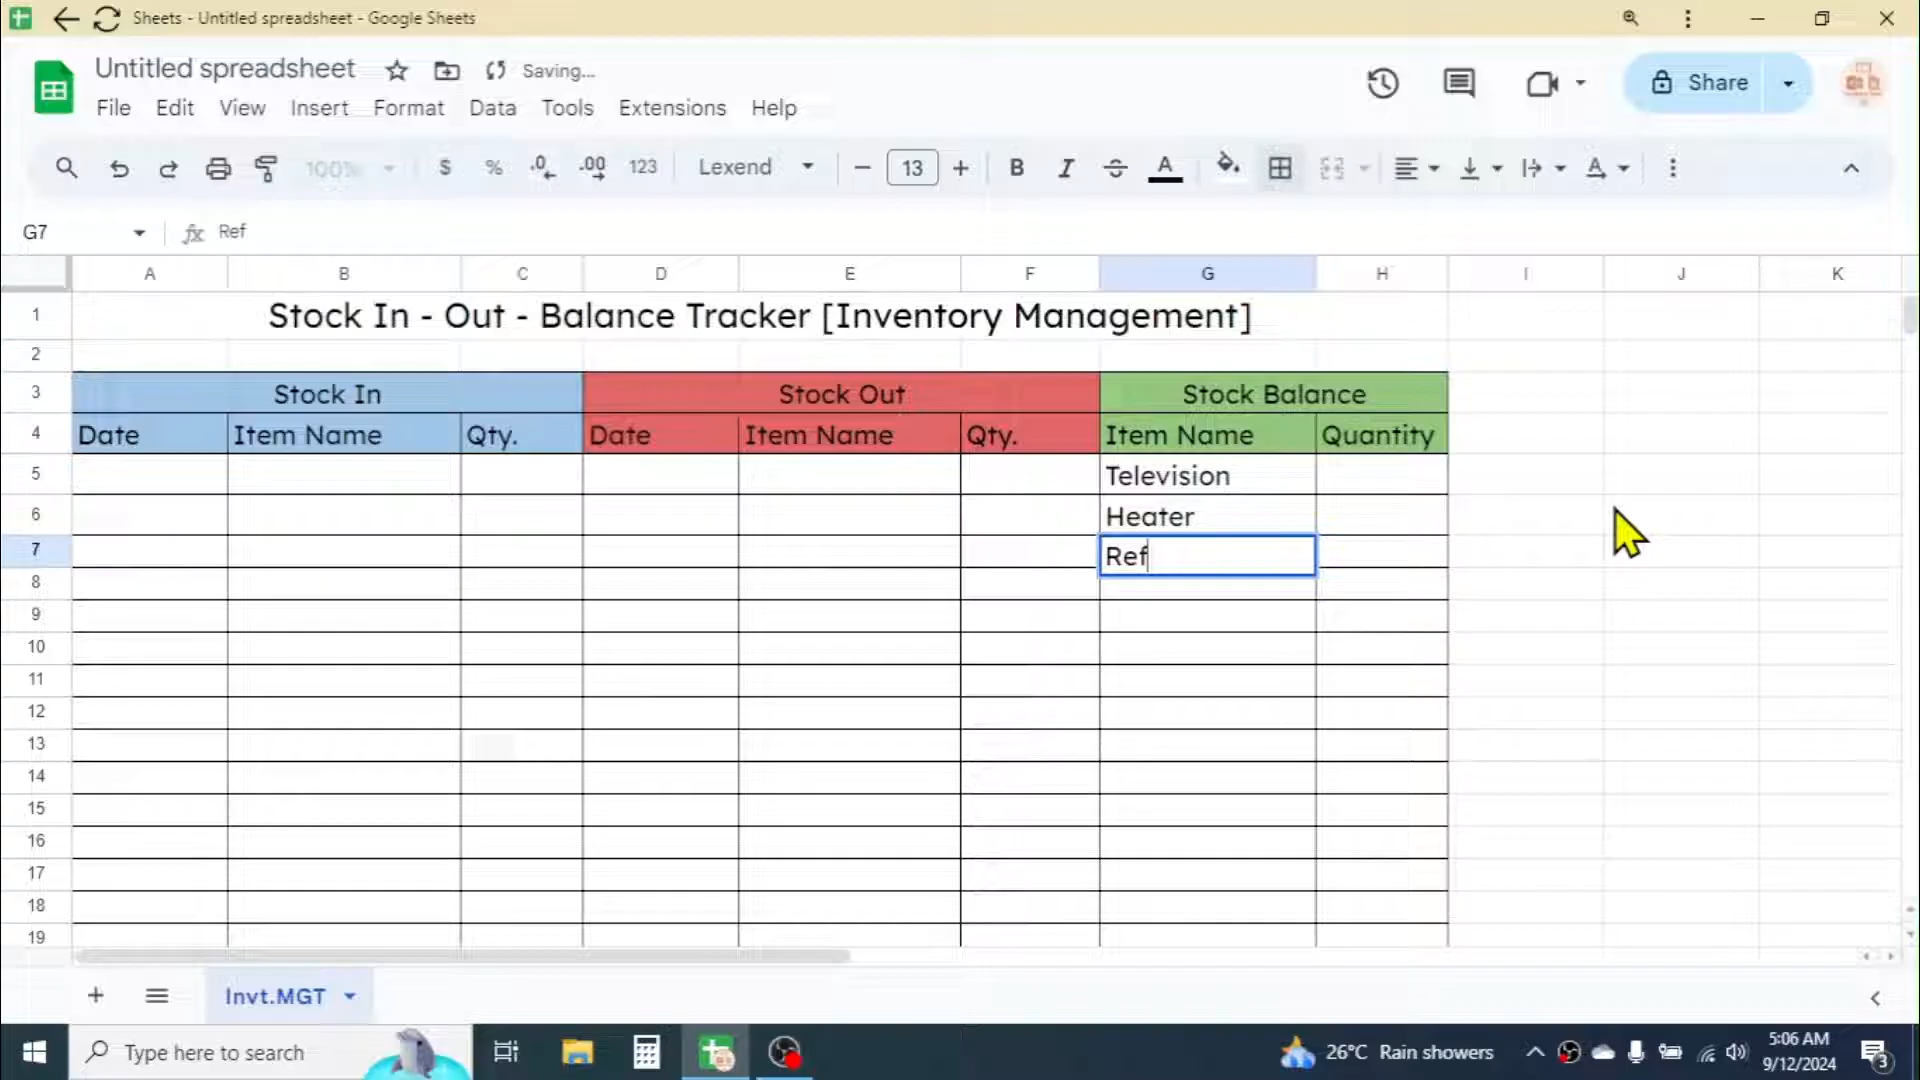 Sheets - Untitled spreadsheet - Google Sheets
Untitled spreadsheet Saving...
Share
File Edit View Insert Format Data Tools Extensions Help
100% $ % .0 .00 123 Lexend 13 B I A A
G7 fx Ref
A B C D E F G H I J K
1 Stock In - Out - Balance Tracker [Inventory Management]
2
3 Stock In Stock Out Stock Balance
4 Date Item Name Qty. Date Item Name Qty. Item Name Quantity
5 Television
6 Heater
7 Ref
8
9
10
11
12
13
14
15
16
17
18
19
Invt.MGT
Type here to search
26°C Rain showers
5:06 AM
9/12/2024
3